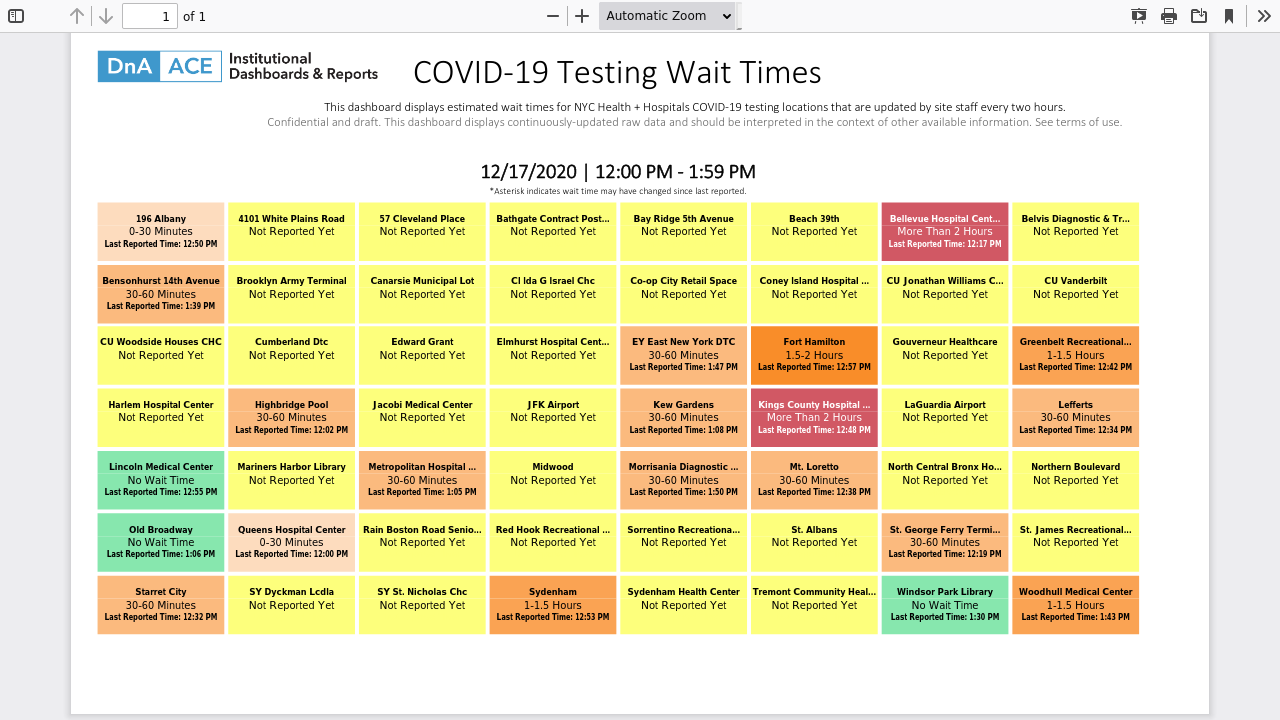 1 of 1 Automatic Zoom
DnA ACE Institutional
Dashboards & Reports
COVID-19 Testing Wait Times
This dashboard displays estimated wait times for NYC Health + Hospitals COVID-19 testing locations that are updated by site staff every two hours.
Confidential and draft. This dashboard displays continuously-updated raw data and should be interpreted in the context of other available information. See terms of use.
12/17/2020 | 12:00 PM - 1:59 PM
*Asterisk indicates wait time may have changed since last reported.
196 Albany
0-30 Minutes
Last Reported Time: 12:50 PM
4101 White Plains Road
Not Reported Yet
57 Cleveland Place
Not Reported Yet
Bathgate Contract Post...
Not Reported Yet
Bay Ridge 5th Avenue
Not Reported Yet
Beach 39th
Not Reported Yet
Bellevue Hospital Cent...
More Than 2 Hours
Last Reported Time: 12:17 PM
Belvis Diagnostic & Tr...
Not Reported Yet
Bensonhurst 14th Avenue
30-60 Minutes
Last Reported Time: 1:39 PM
Brooklyn Army Terminal
Not Reported Yet
Canarsie Municipal Lot
Not Reported Yet
Cl Ida G Israel Chc
Not Reported Yet
Co-op City Retail Space
Not Reported Yet
Coney Island Hospital ...
Not Reported Yet
CU Jonathan Williams C...
Not Reported Yet
CU Vanderbilt
Not Reported Yet
CU Woodside Houses CHC
Not Reported Yet
Cumberland Dtc
Not Reported Yet
Edward Grant
Not Reported Yet
Elmhurst Hospital Cent...
Not Reported Yet
EY East New York DTC
30-60 Minutes
Last Reported Time: 1:47 PM
Fort Hamilton
1.5-2 Hours
Last Reported Time: 12:57 PM
Gouverneur Healthcare
Not Reported Yet
Greenbelt Recreational...
1-1.5 Hours
Last Reported Time: 12:42 PM
Harlem Hospital Center
Not Reported Yet
Highbridge Pool
30-60 Minutes
Last Reported Time: 12:02 PM
Jacobi Medical Center
Not Reported Yet
JFK Airport
Not Reported Yet
Kew Gardens
30-60 Minutes
Last Reported Time: 1:08 PM
Kings County Hospital ...
More Than 2 Hours
Last Reported Time: 12:48 PM
LaGuardia Airport
Not Reported Yet
Lefferts
30-60 Minutes
Last Reported Time: 12:34 PM
Lincoln Medical Center
No Wait Time
Last Reported Time: 12:55 PM
Mariners Harbor Library
Not Reported Yet
Metropolitan Hospital ...
30-60 Minutes
Last Reported Time: 1:05 PM
Midwood
Not Reported Yet
Morrisania Diagnostic ...
30-60 Minutes
Last Reported Time: 1:50 PM
Mt. Loretto
30-60 Minutes
Last Reported Time: 12:38 PM
North Central Bronx Ho...
Not Reported Yet
Northern Boulevard
Not Reported Yet
Old Broadway
No Wait Time
Last Reported Time: 1:06 PM
Queens Hospital Center
0-30 Minutes
Last Reported Time: 12:00 PM
Rain Boston Road Senio...
Not Reported Yet
Red Hook Recreational ...
Not Reported Yet
Sorrentino Recreationa...
Not Reported Yet
St. Albans
Not Reported Yet
St. George Ferry Termi...
30-60 Minutes
Last Reported Time: 12:19 PM
St. James Recreational...
Not Reported Yet
Starret City
30-60 Minutes
Last Reported Time: 12:32 PM
SY Dyckman Lcdla
Not Reported Yet
SY St. Nicholas Chc
Not Reported Yet
Sydenham
1-1.5 Hours
Last Reported Time: 12:53 PM
Sydenham Health Center
Not Reported Yet
Tremont Community Heal...
Not Reported Yet
Windsor Park Library
No Wait Time
Last Reported Time: 1:30 PM
Woodhull Medical Center
1-1.5 Hours
Last Reported Time: 1:43 PM